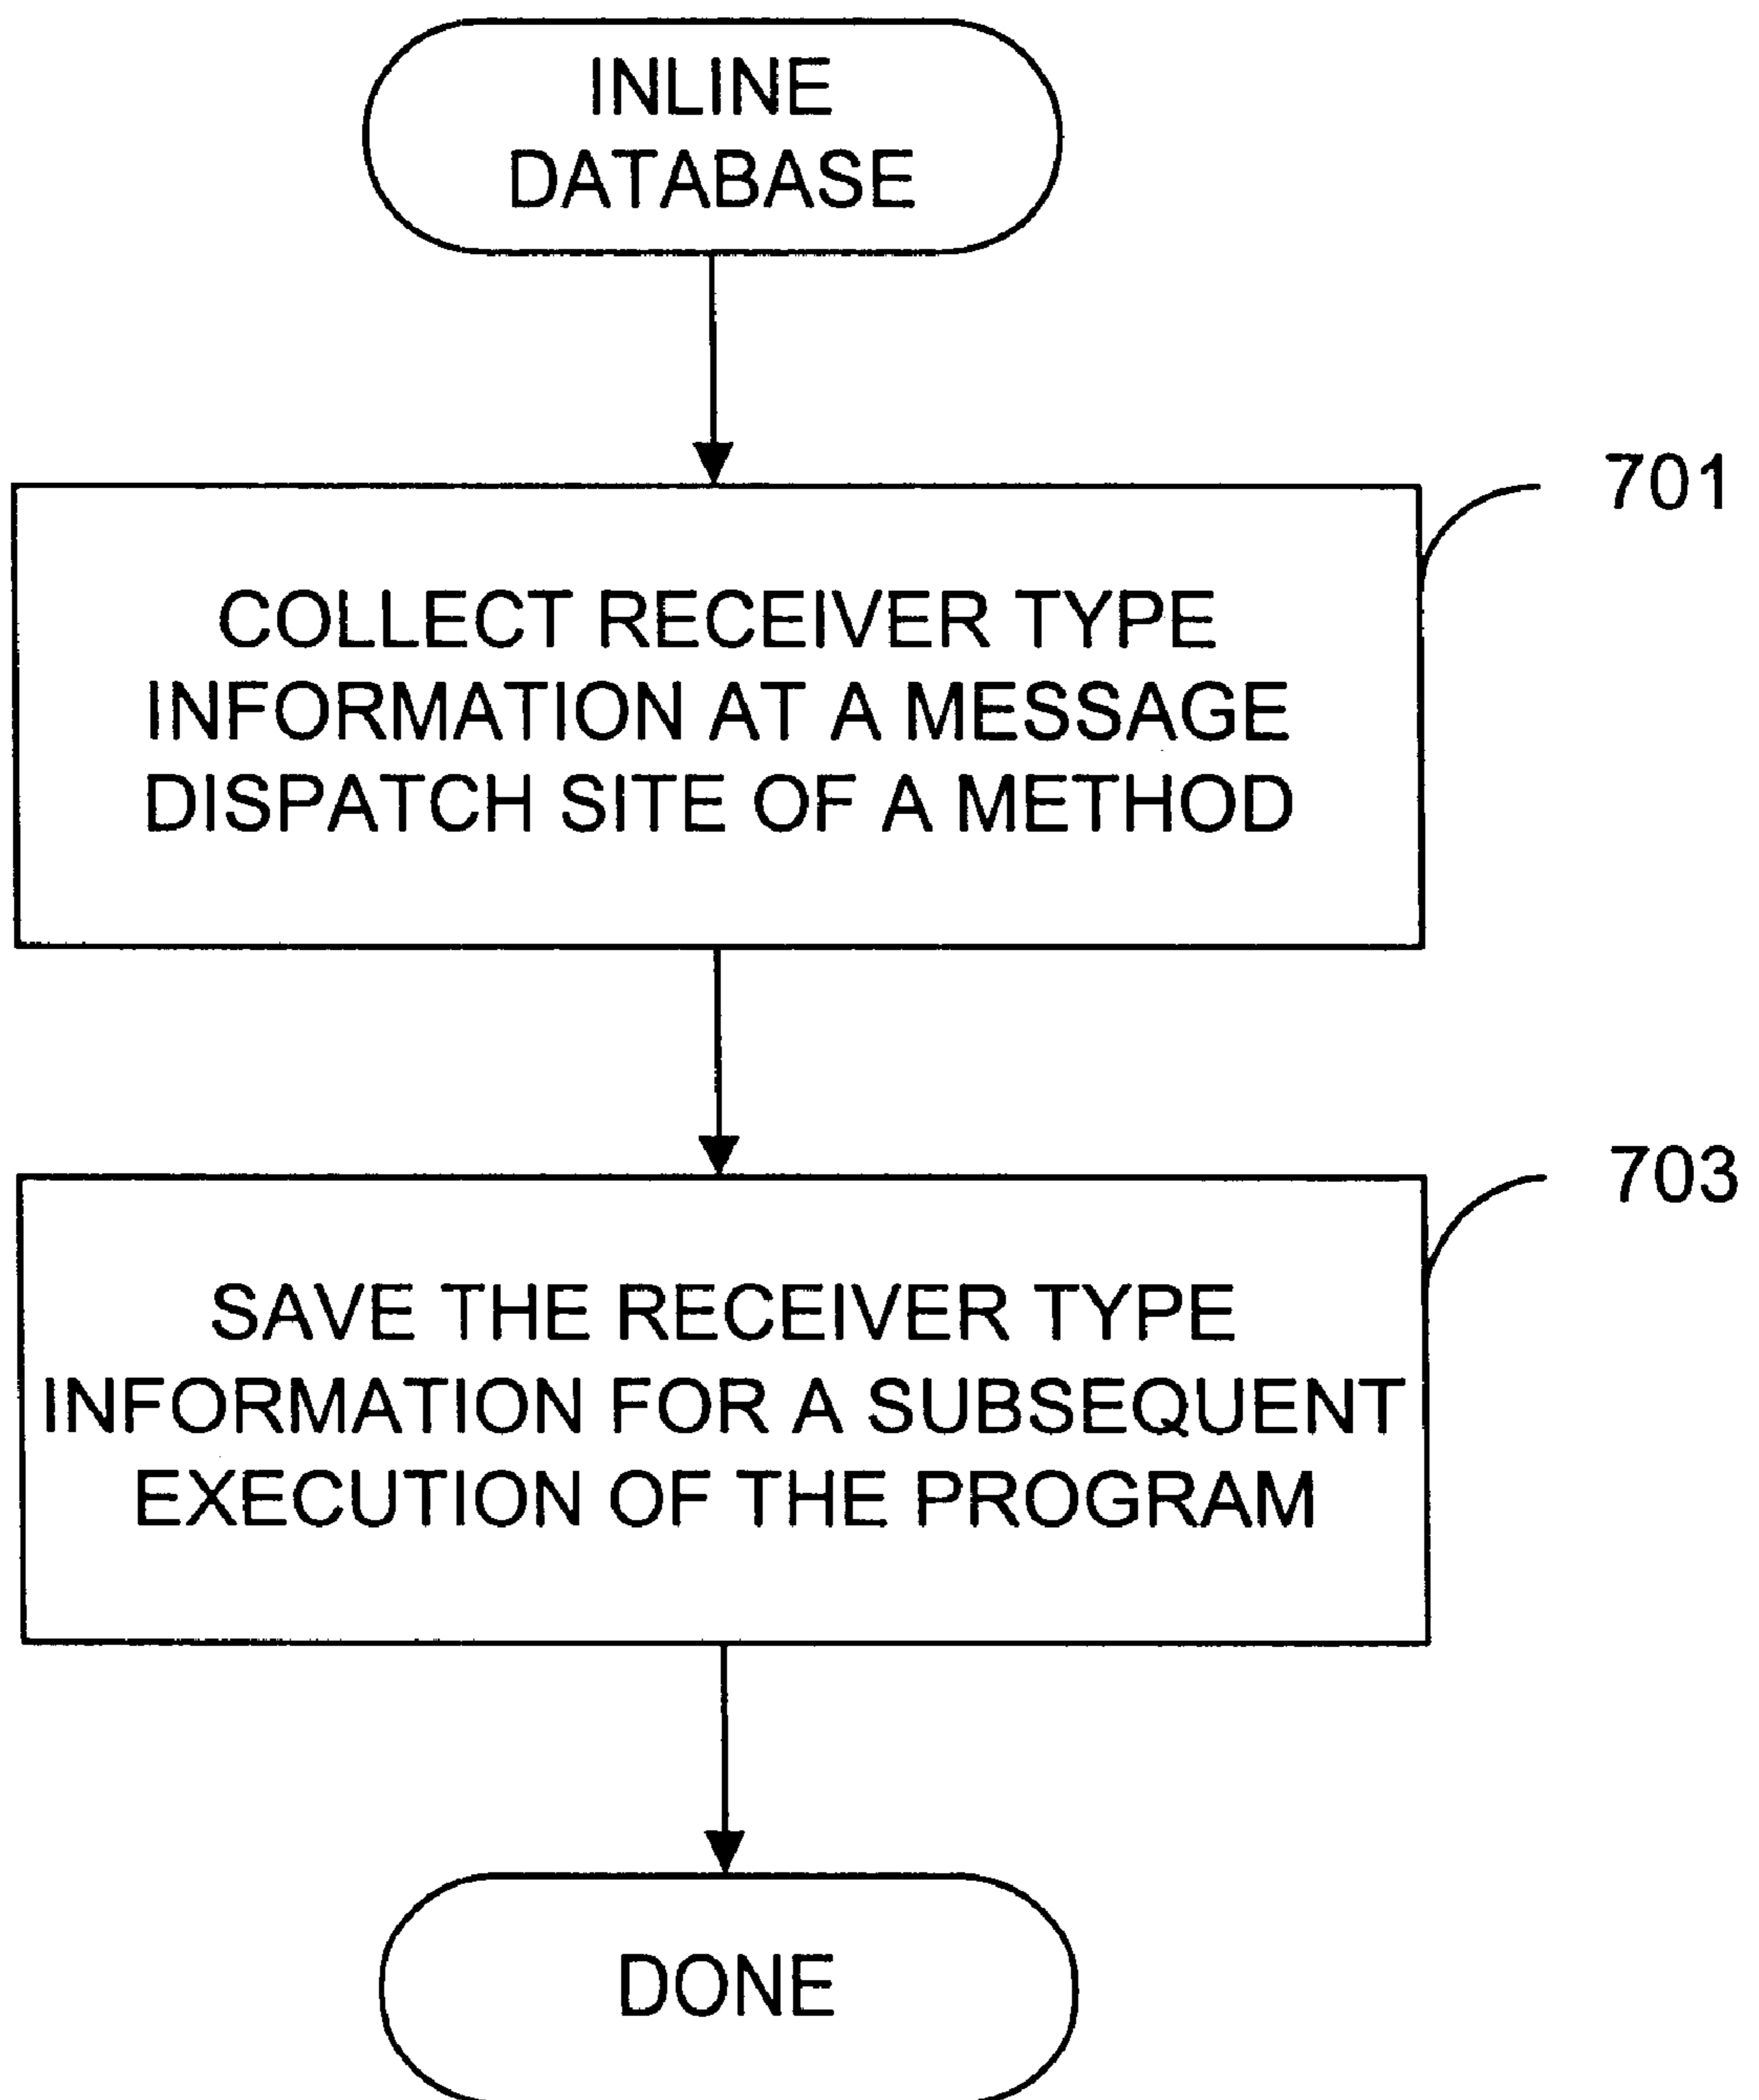 INLINE
DATABASE
701
COLLECT RECEIVER TYPE
INFORMATION AT A MESSAGE
DISPATCH SITE OF A METHOD
703
SAVE THE RECEIVER TYPE
INFORMATION FOR A SUBSEQUENT
EXECUTION OF THE PROGRAM
DONE